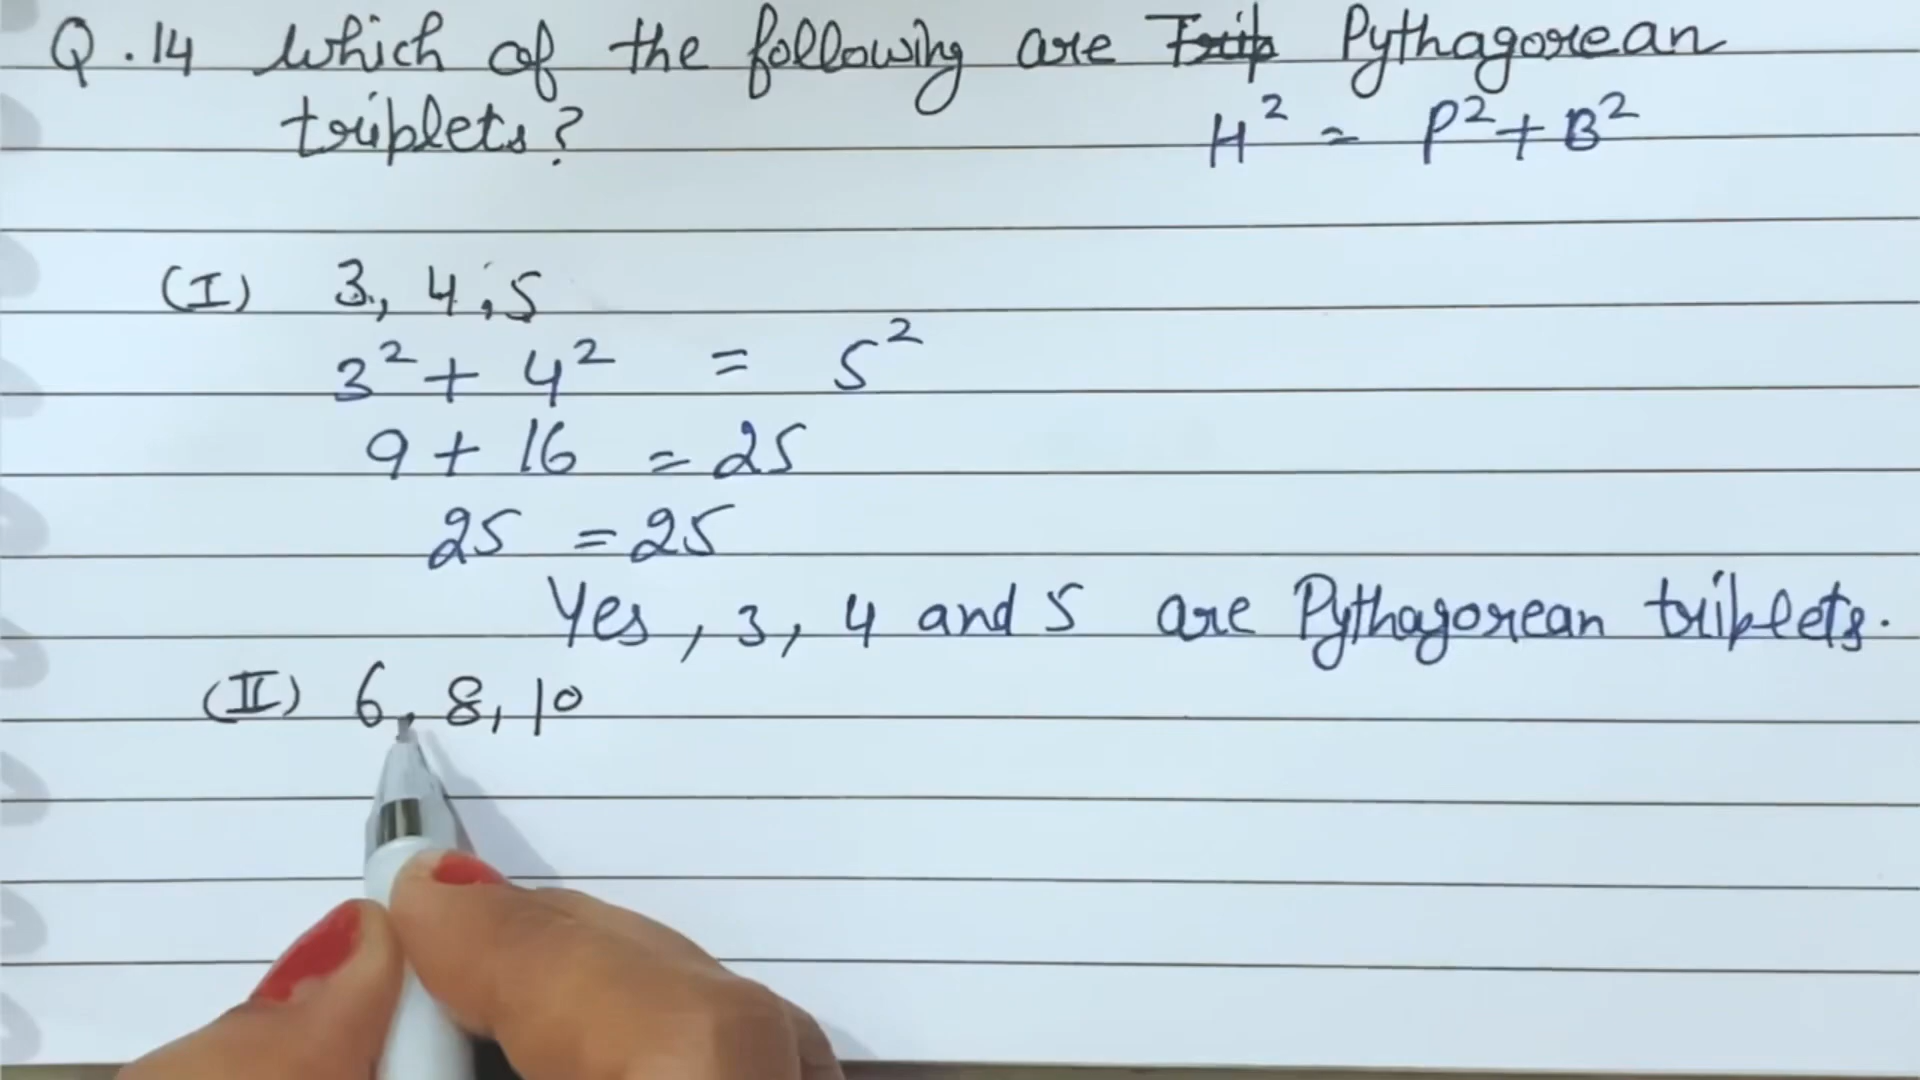 Q.14 Which of the following are Trip Pythagorean
triplets?
H² = P² + B²
(I) 3, 4, 5
3² + 4² = 5²
9 + 16 = 25
25 = 25
Yes, 3, 4 and 5 are Pythagorean triplets.
(II) 6, 8, 10